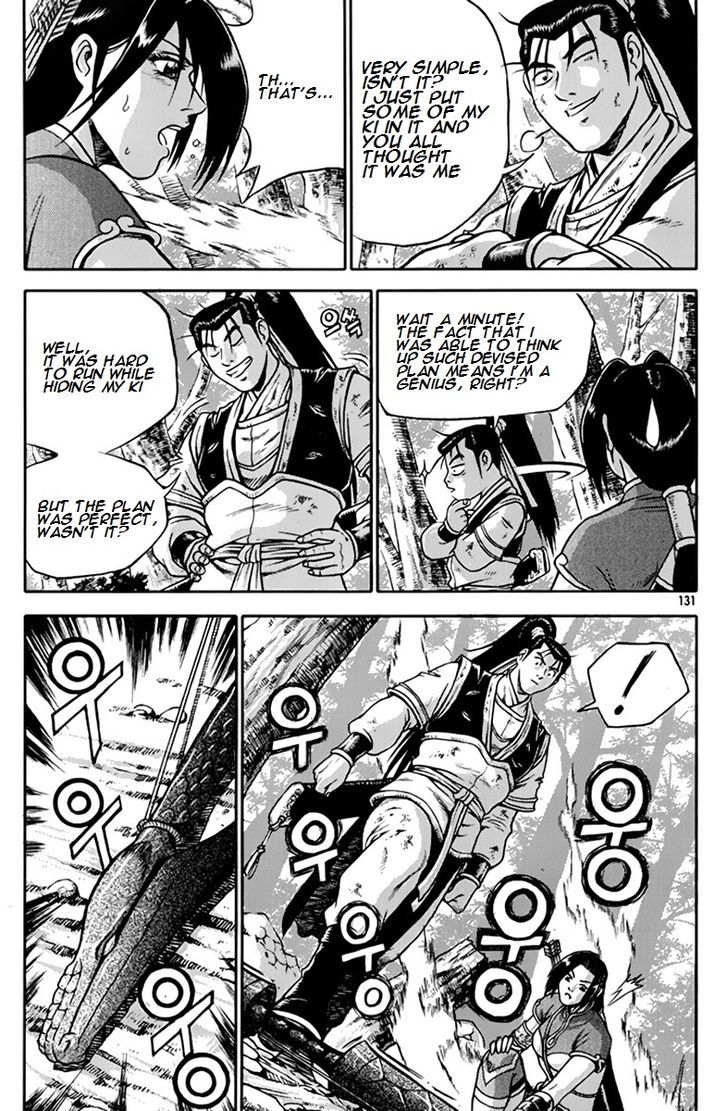 TH...
THAT'S...
VERY SIMPLE,
ISN'T IT?
I JUST PUT
SOME OF MY
KI IN IT AND
YOU ALL
THOUGHT
IT WAS ME
WELL,
IT WAS HARD
TO RUN WHILE
HIDING MY KI
BUT THE PLAN
WAS PERFECT,
WASN'T IT?
WAIT A MINUTE!
THE FACT THAT I
WAS ABLE TO THINK
UP SUCH DEVISED
PLAN MEANS I'M A
GENIUS, RIGHT?
131
우
우
우
우
!
우
우
우
우
우
웅
웅